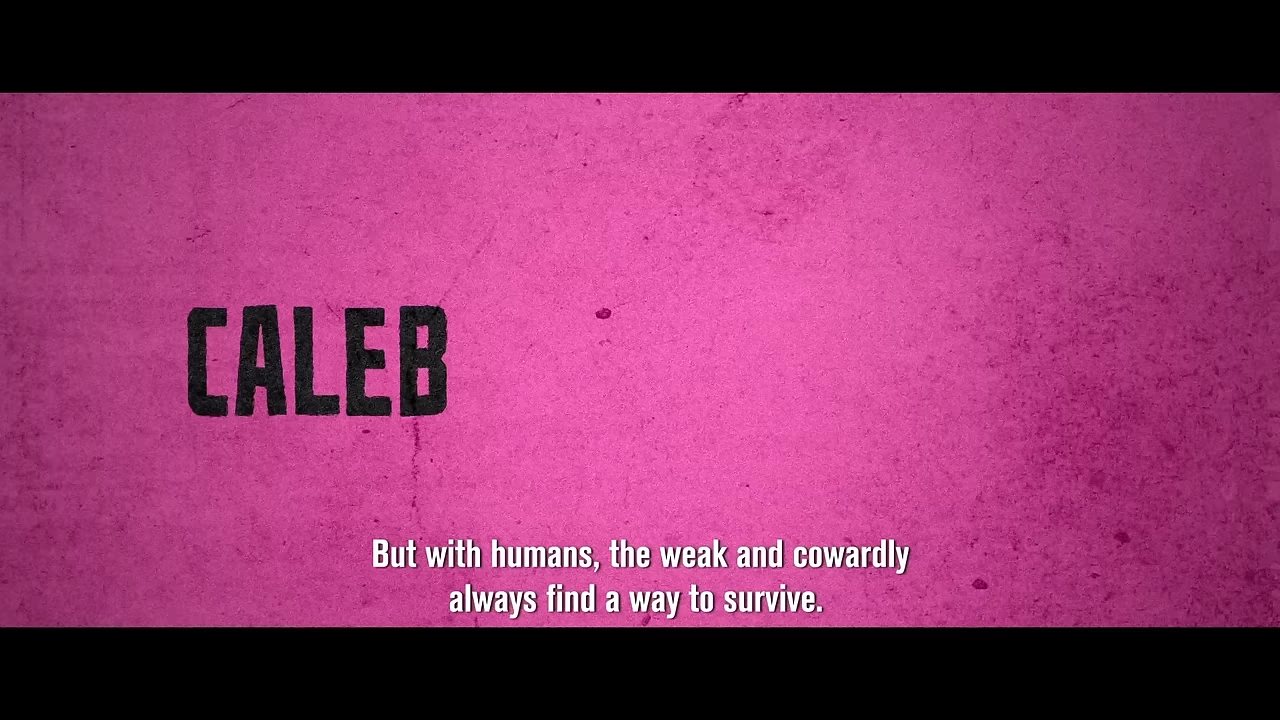 CALEB
But with humans, the weak and cowardly
always find a way to survive.